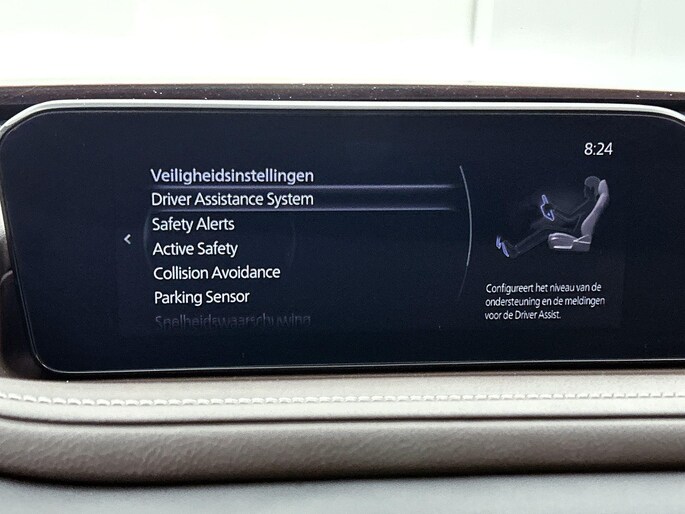 8:24
Veiligheidsinstellingen
Driver Assistance System
Safety Alerts
Active Safety
Collision Avoidance
Parking Sensor
Snelheidswaarschuwing
Configureert het niveau van de
ondersteuning en de meldingen
voor de Driver Assist.